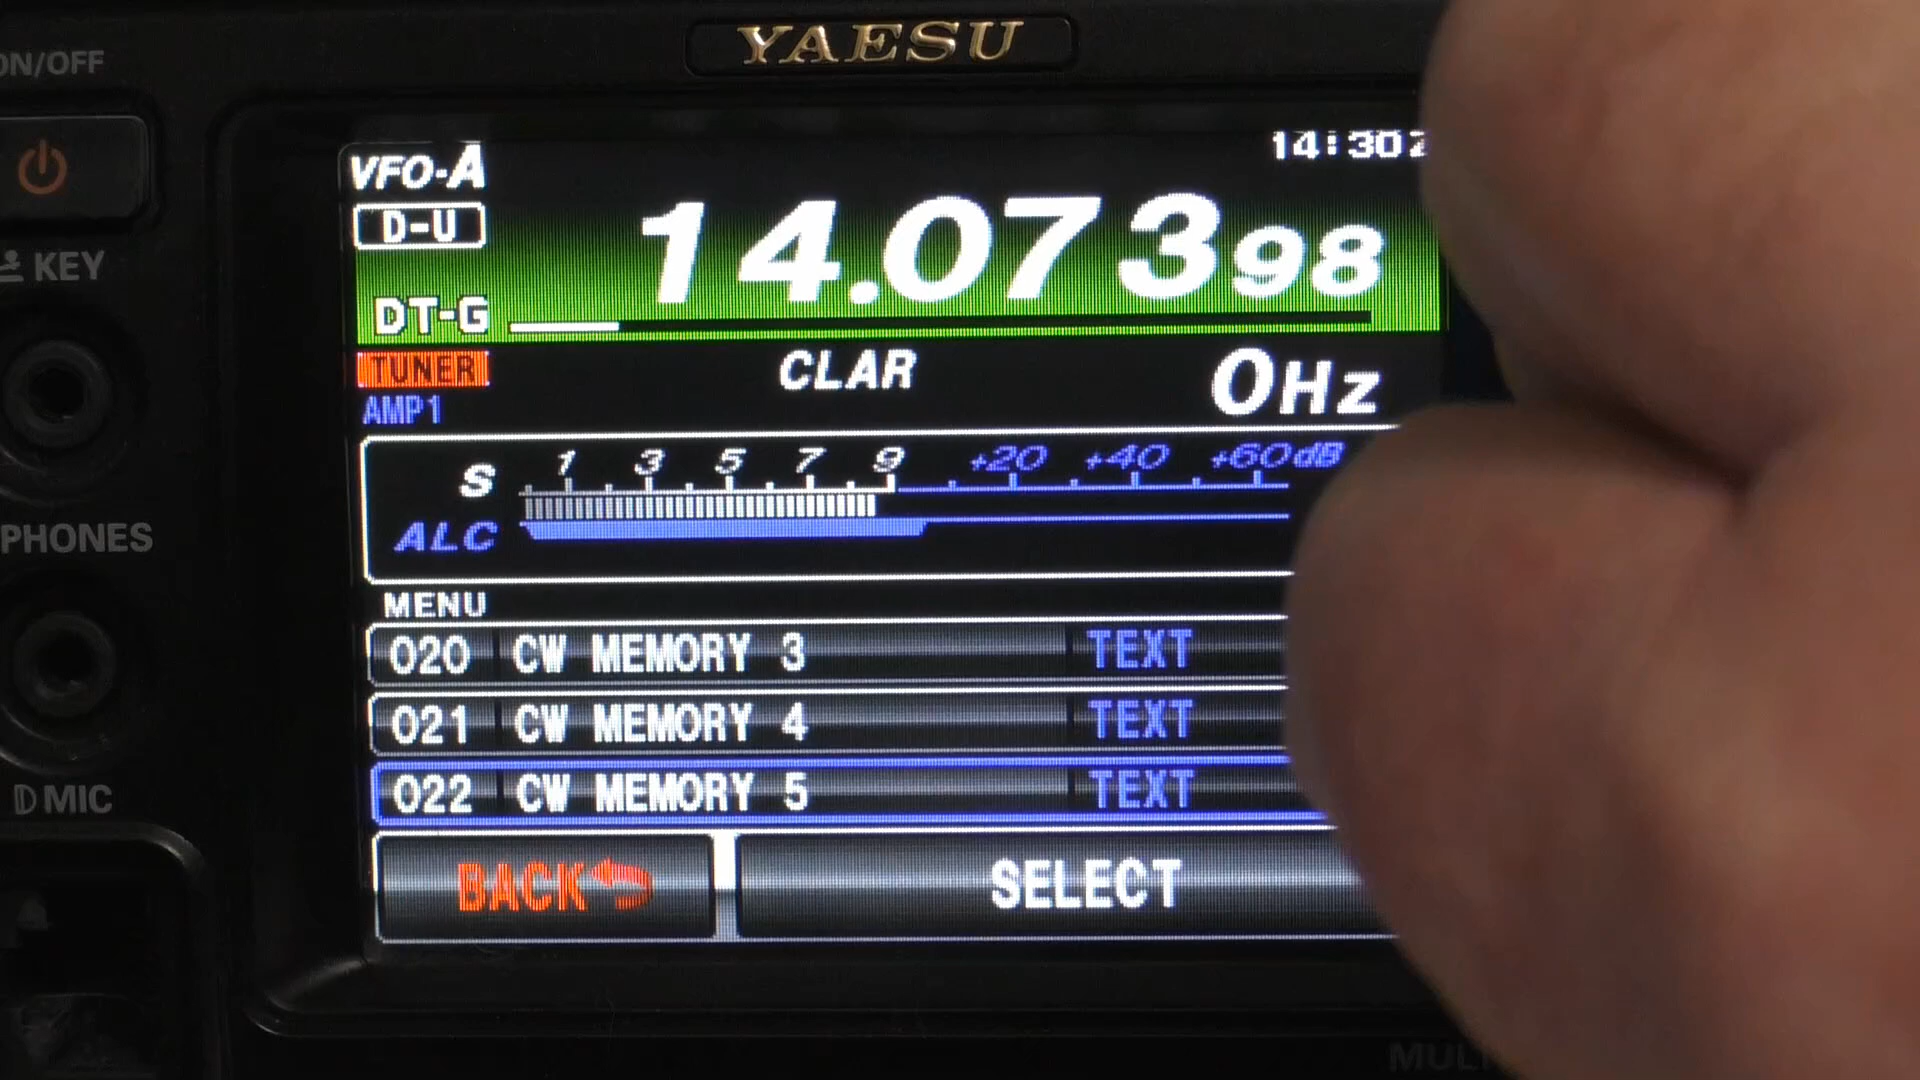 YAESU
ON/OFF
14:30
VFO-A
D-U
14.07398
KEY
DT-G
TUNER
CLAR
0Hz
AMP1
S 1 3 5 7 9 +20 +40 +60dB
ALC
PHONES
MENU
020 CW MEMORY 3 TEXT
021 CW MEMORY 4 TEXT
022 CW MEMORY 5 TEXT
MIC
BACK
SELECT